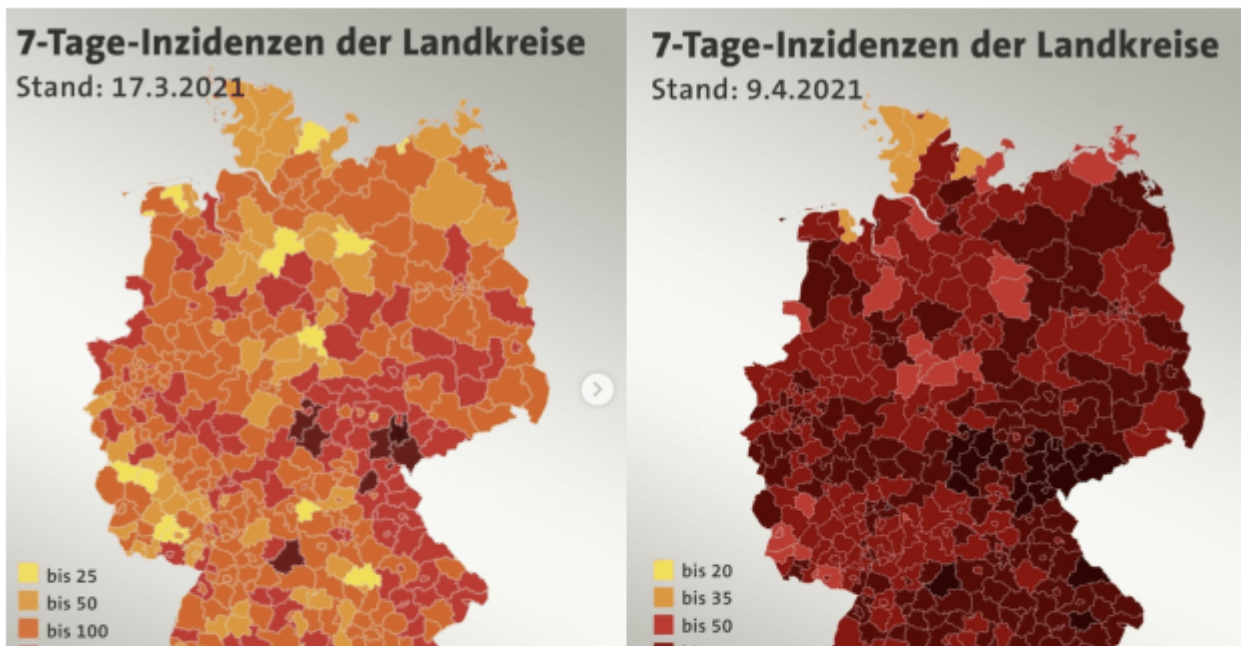 7-Tage-Inzidenzen der Landkreise
Stand: 17.3.2021
bis 25
bis 50
bis 100
7-Tage-Inzidenzen der Landkreise
Stand: 9.4.2021
bis 20
bis 35
bis 50